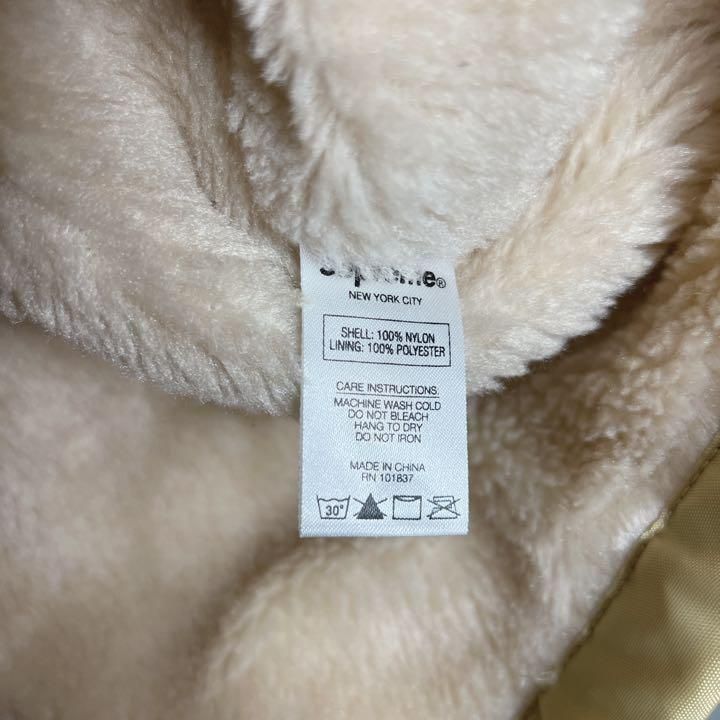 Supreme®
NEW YORK CITY
SHELL: 100% NYLON
LINING: 100% POLYESTER
CARE INSTRUCTIONS
MACHINE WASH COLD
DO NOT BLEACH
HANG TO DRY
DO NOT IRON
MADE IN CHINA
RN 101837
30°